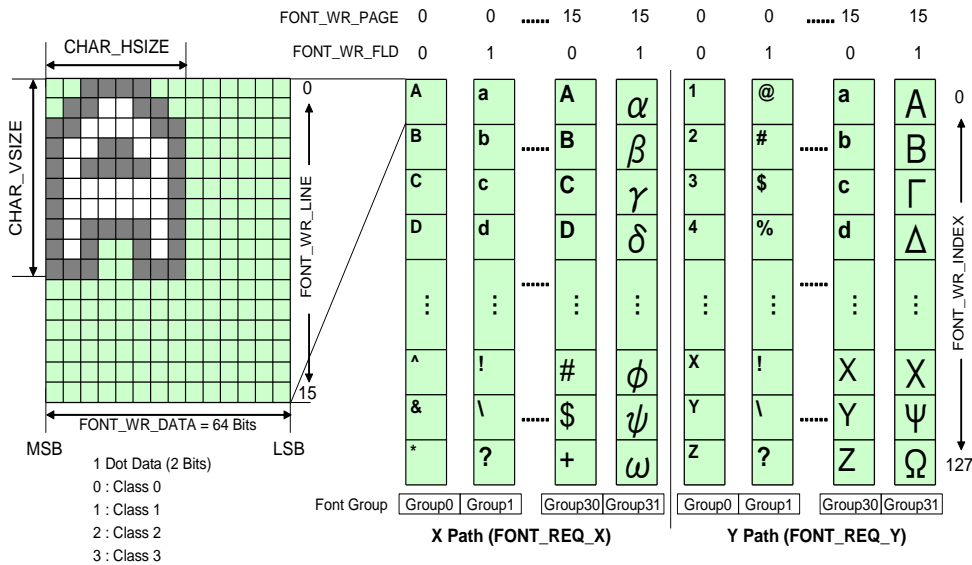 FONT_WR_PAGE 0 0 ...... 15 15 0 0 ...... 15 15
FONT_WR_FLD 0 1 0 1 0 1 0 1
CHAR_HSIZE
CHAR_VSIZE
0
FONT_WR_LINE
15
FONT_WR_DATA = 64 Bits
MSB LSB
1 Dot Data (2 Bits)
0 : Class 0
1 : Class 1
2 : Class 2
3 : Class 3
A a A α 1 @ a Α 0
B b ...... B β 2 # ...... b Β
C c C γ 3 $ c Γ
D d D δ 4 % d Δ
...... ......
⋮ ⋮ ⋮ ⋮ ⋮ ⋮ ⋮ ⋮
FONT_WR_INDEX
^ ! # ϕ X ! X Χ
& \ ...... $ ψ Y \ ...... Y Ψ
* ? + ω Z ? Z Ω 127
Font Group Group0 Group1 Group30 Group31 Group0 Group1 Group30 Group31
X Path (FONT_REQ_X) Y Path (FONT_REQ_Y)